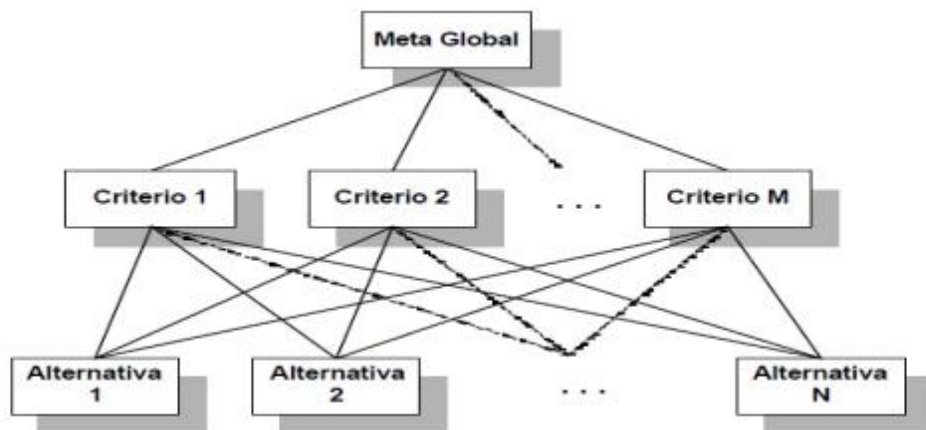 Meta Global
Criterio 1
Criterio 2
. . .
Criterio M
Alternativa
1
Alternativa
2
. . .
Alternativa
N